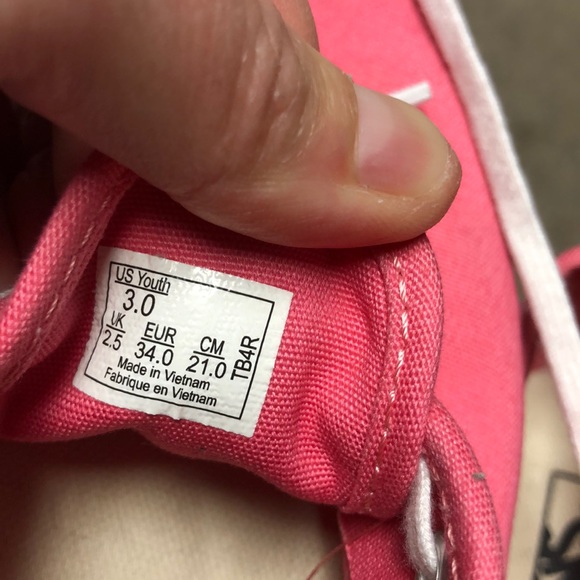 US Youth
3.0
UK EUR CM
2.5 34.0 21.0
TB4R
Made in Vietnam
Fabrique en Vietnam